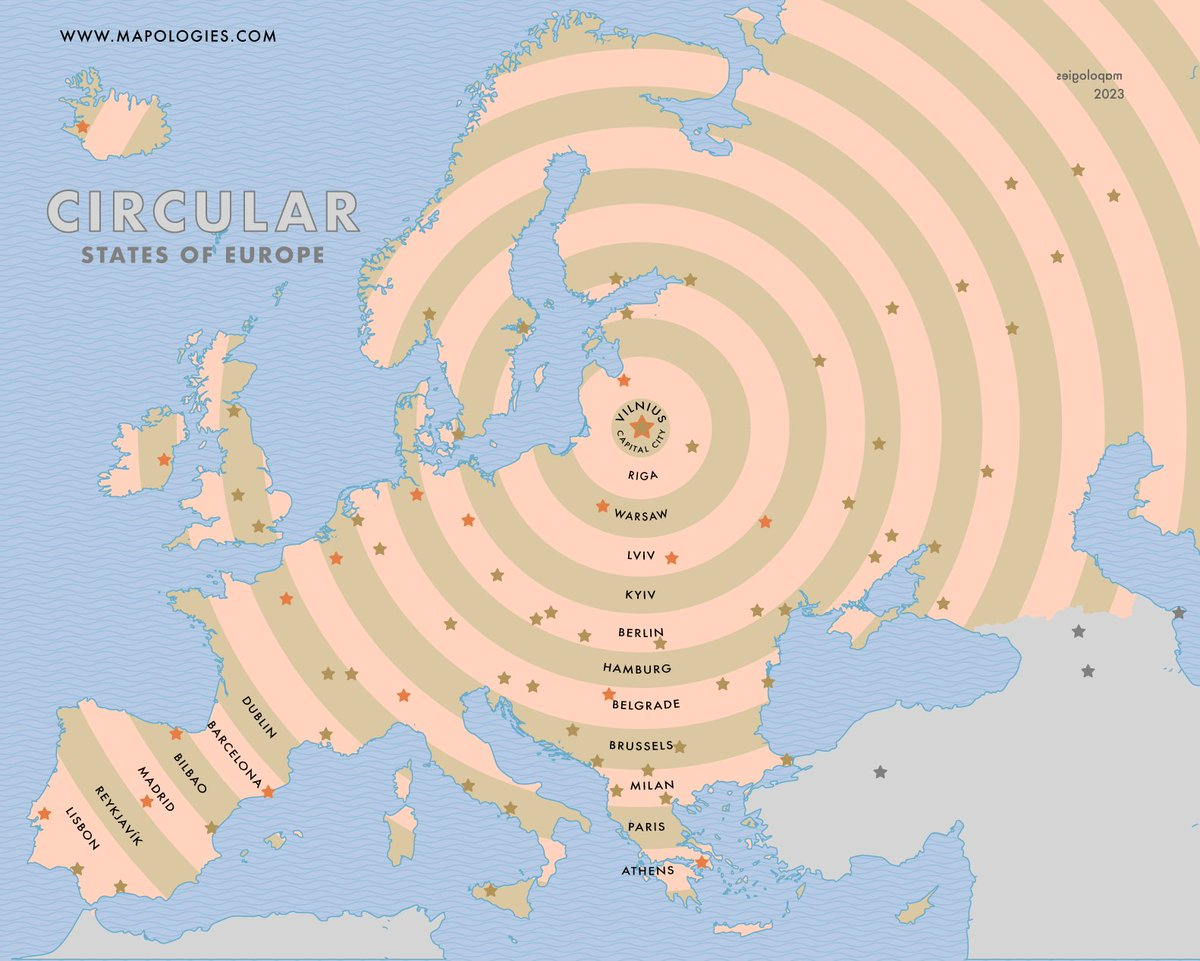 WWW.MAPOLOGIES.COM
mapologies
2023
CIRCULAR
STATES OF EUROPE
VILNIUS
CAPITAL CITY
RIGA
WARSAW
LVIV
KYIV
BERLIN
HAMBURG
BELGRADE
BRUSSELS
MILAN
PARIS
ATHENS
DUBLIN
BARCELONA
BILBAO
MADRID
REYKJAVÍK
LISBON